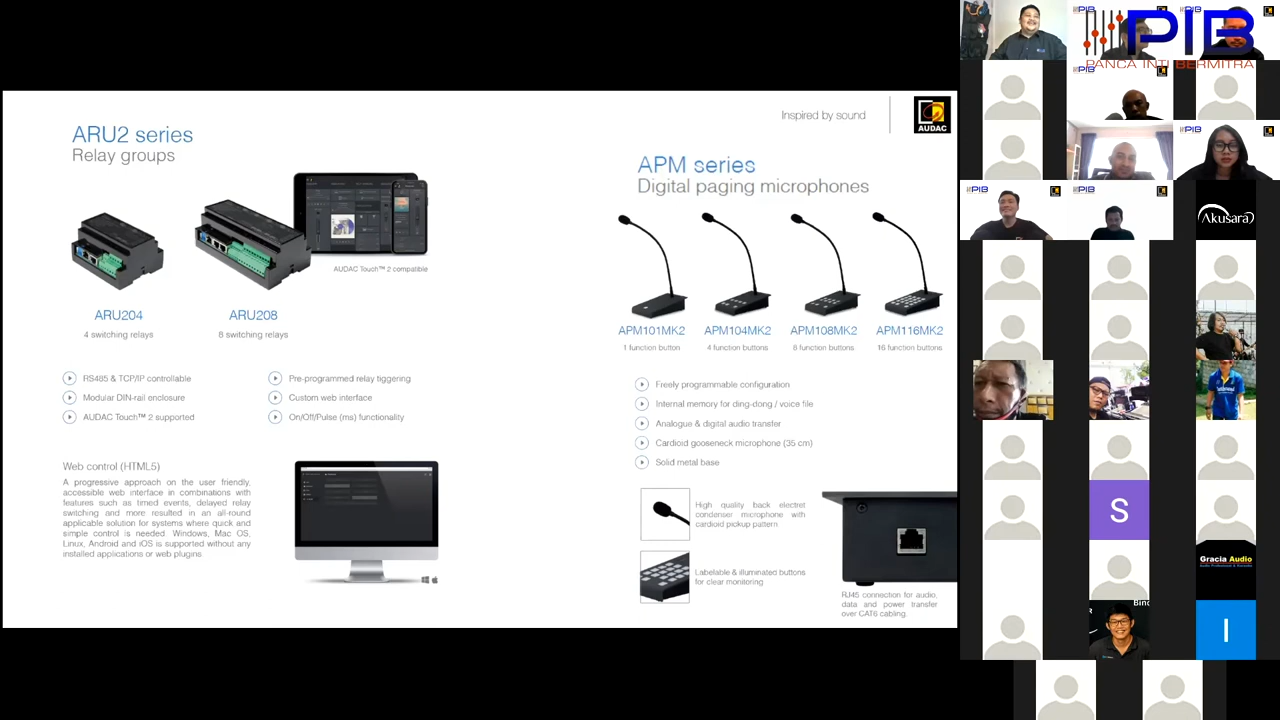 ARU2 series
Relay groups
AUDAC Touch™ 2 compatible
ARU204
4 switching relays
ARU208
8 switching relays
RS485 & TCP/IP controllable
Modular DIN-rail enclosure
AUDAC Touch™ 2 supported
Pre-programmed relay tiggering
Custom web interface
On/Off/Pulse (ms) functionality
Web control (HTML5)
A progressive approach on the user friendly,
accessible web interface in combinations with
features such as timed events, delayed relay
switching and more resulted in an all-round
applicable solution for systems where quick and
simple control is needed. Windows, Mac OS,
Linux, Android and iOS is supported without any
installed applications or web plugins
Inspired by sound
AUDAC
APM series
Digital paging microphones
APM101MK2
1 function button
APM104MK2
4 function buttons
APM108MK2
8 function buttons
APM116MK2
16 function buttons
Freely programmable configuration
Internal memory for ding-dong / voice file
Analogue & digital audio transfer
Cardioid gooseneck microphone (35 cm)
Solid metal base
High quality back electret
condenser microphone with
cardioid pickup pattern
Labelable & illuminated buttons
for clear monitoring
RJ45 connection for audio,
data and power transfer
over CAT6 cabling.
PIB
PANCA INTI BERMITRA
PIB
PIB
PIB
PIB
PIB
PIB
Akusara
S
Gracia Audio
I